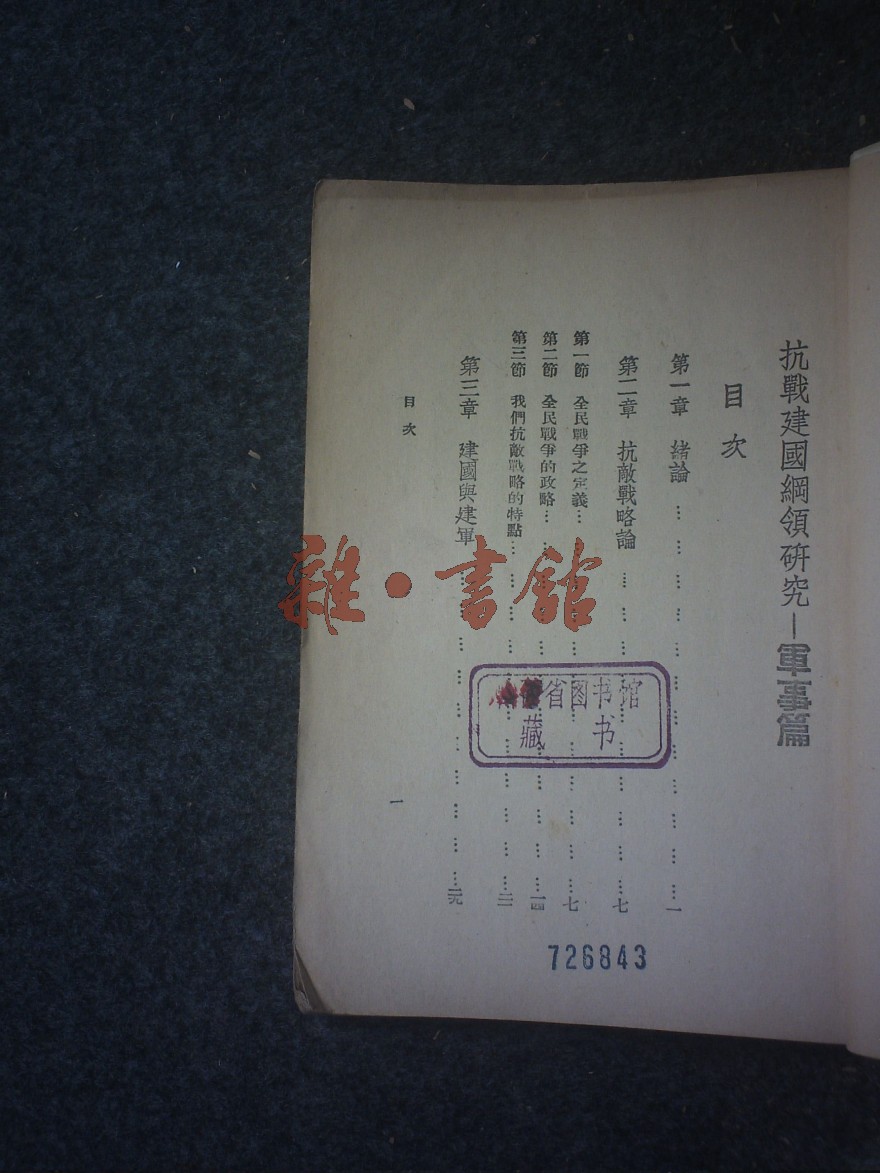 抗戰建國綱領硏究—軍事篇
目次
第一章 緒論 … … … … … … … … … … … … 一
第二章 抗敵戰略論 … … … … … … … … … … 七
第一節 全民戰爭之定義… … … … … … … … … … 七
第二節 全民戰爭的政略… … … … … … … … … … 一四
第三節 我們抗敵戰略的特點… … … … … … … … …
第三章 建國與建軍 … … … … … … … … … … 二九
目次
一
雜·書舘
省图书馆
藏书
726843